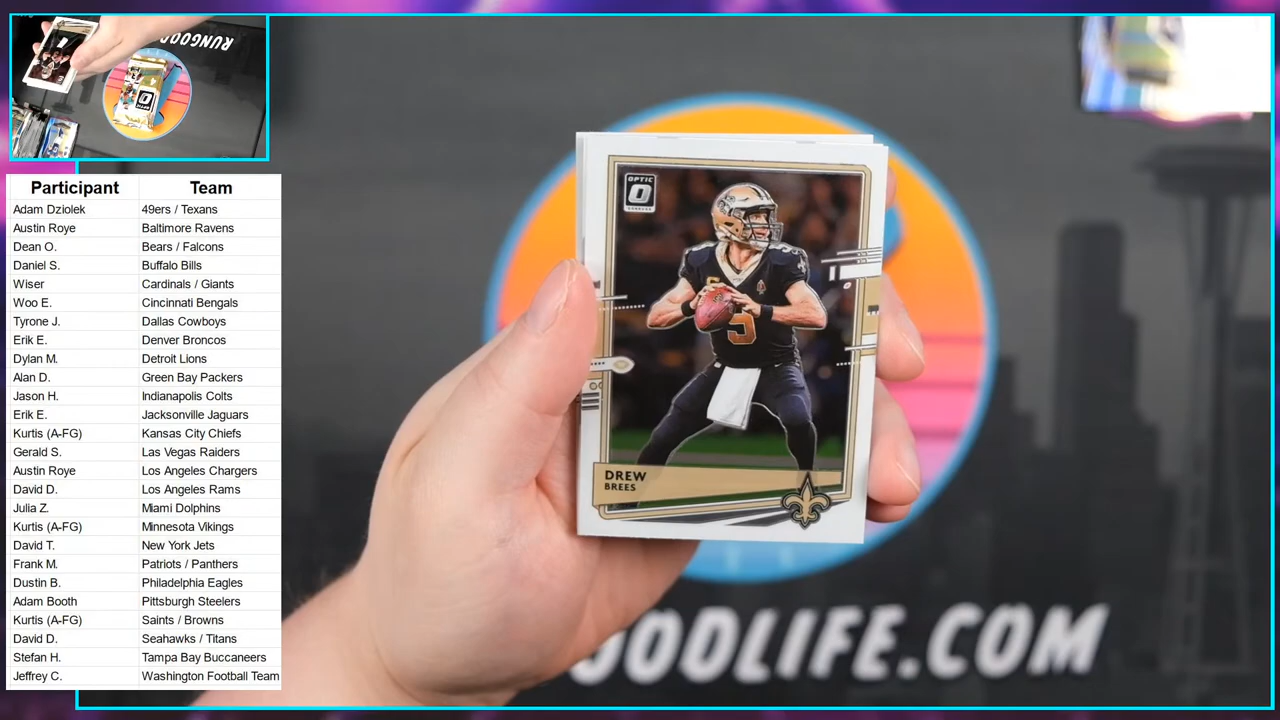 RUNGOOD
OPTIC
Participant Team
Adam Dziolek 49ers / Texans
Austin Roye Baltimore Ravens
Dean O. Bears / Falcons
Daniel S. Buffalo Bills
Wiser Cardinals / Giants
Woo E. Cincinnati Bengals
Tyrone J. Dallas Cowboys
Erik E. Denver Broncos
Dylan M. Detroit Lions
Alan D. Green Bay Packers
Jason H. Indianapolis Colts
Erik E. Jacksonville Jaguars
Kurtis (A-FG) Kansas City Chiefs
Gerald S. Las Vegas Raiders
Austin Roye Los Angeles Chargers
David D. Los Angeles Rams
Julia Z. Miami Dolphins
Kurtis (A-FG) Minnesota Vikings
David T. New York Jets
Frank M. Patriots / Panthers
Dustin B. Philadelphia Eagles
Adam Booth Pittsburgh Steelers
Kurtis (A-FG) Saints / Browns
David D. Seahawks / Titans
Stefan H. Tampa Bay Buccaneers
Jeffrey C. Washington Football Team
OPTIC
DONRUSS
9
DREW
BREES
OODLIFE.COM